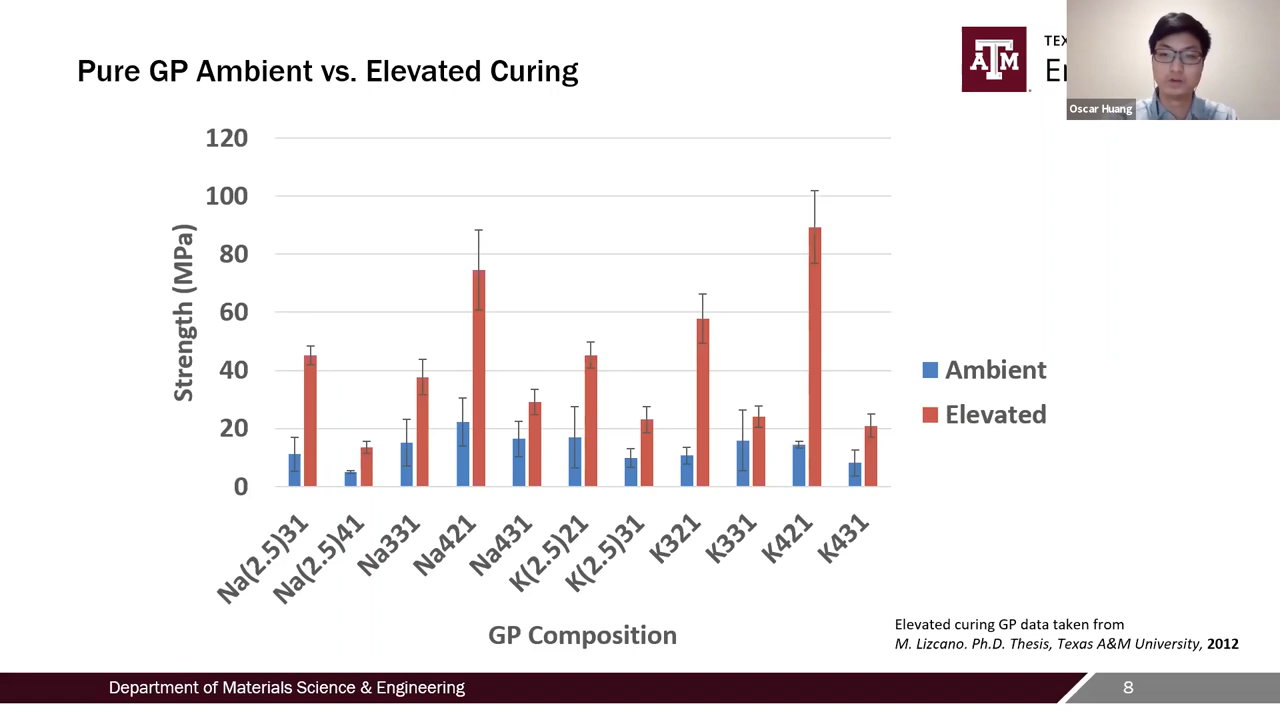 Pure GP Ambient vs. Elevated Curing
A|M
TEX
Oscar Huang
120
100
80
60
40
20
0
Strength (MPa)
Ambient
Elevated
Na(2.5)31
Na(2.5)41
Na331
Na421
Na431
K(2.5)21
K(2.5)31
K321
K331
K421
K431
GP Composition
Elevated curing GP data taken from
M. Lizcano. Ph.D. Thesis, Texas A&M University, 2012
Department of Materials Science & Engineering
8